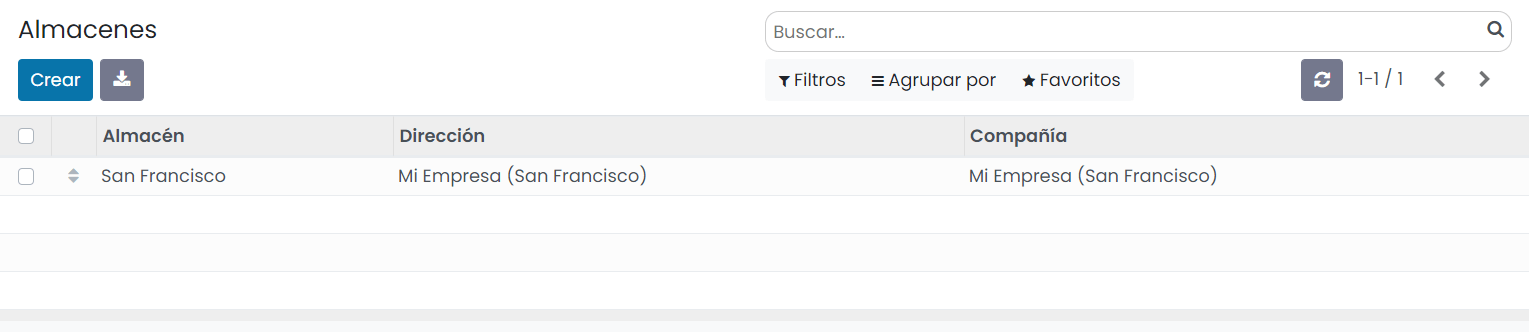 Almacenes
Buscar...
Crear
Filtros Agrupar por Favoritos
1-1 / 1
Almacén Dirección Compañía
San Francisco Mi Empresa (San Francisco) Mi Empresa (San Francisco)